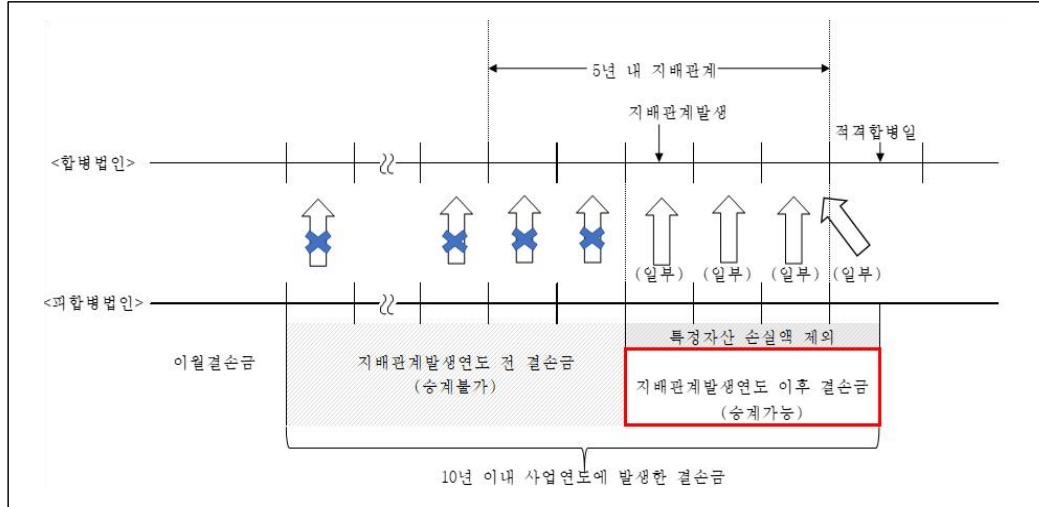 5년 내 지배관계
지배관계발생
적격합병일
<합병법인>
(일부) (일부) (일부) (일부)
<피합병법인>
특정자산 손실액 제외
이월결손금
지배관계발생연도 전 결손금
(승계불가)
지배관계발생연도 이후 결손금
(승계가능)
10년 이내 사업연도에 발생한 결손금